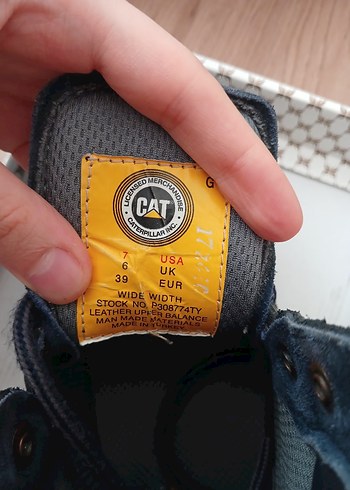 G
LICENSED MERCHANDISE
CAT
CATERPILLAR INC.
7 USA
6 UK
39 EUR
WIDE WIDTH
STOCK NO. P308774TY
LEATHER UPPER BALANCE
MAN MADE MATERIALS
MADE IN TURKEY